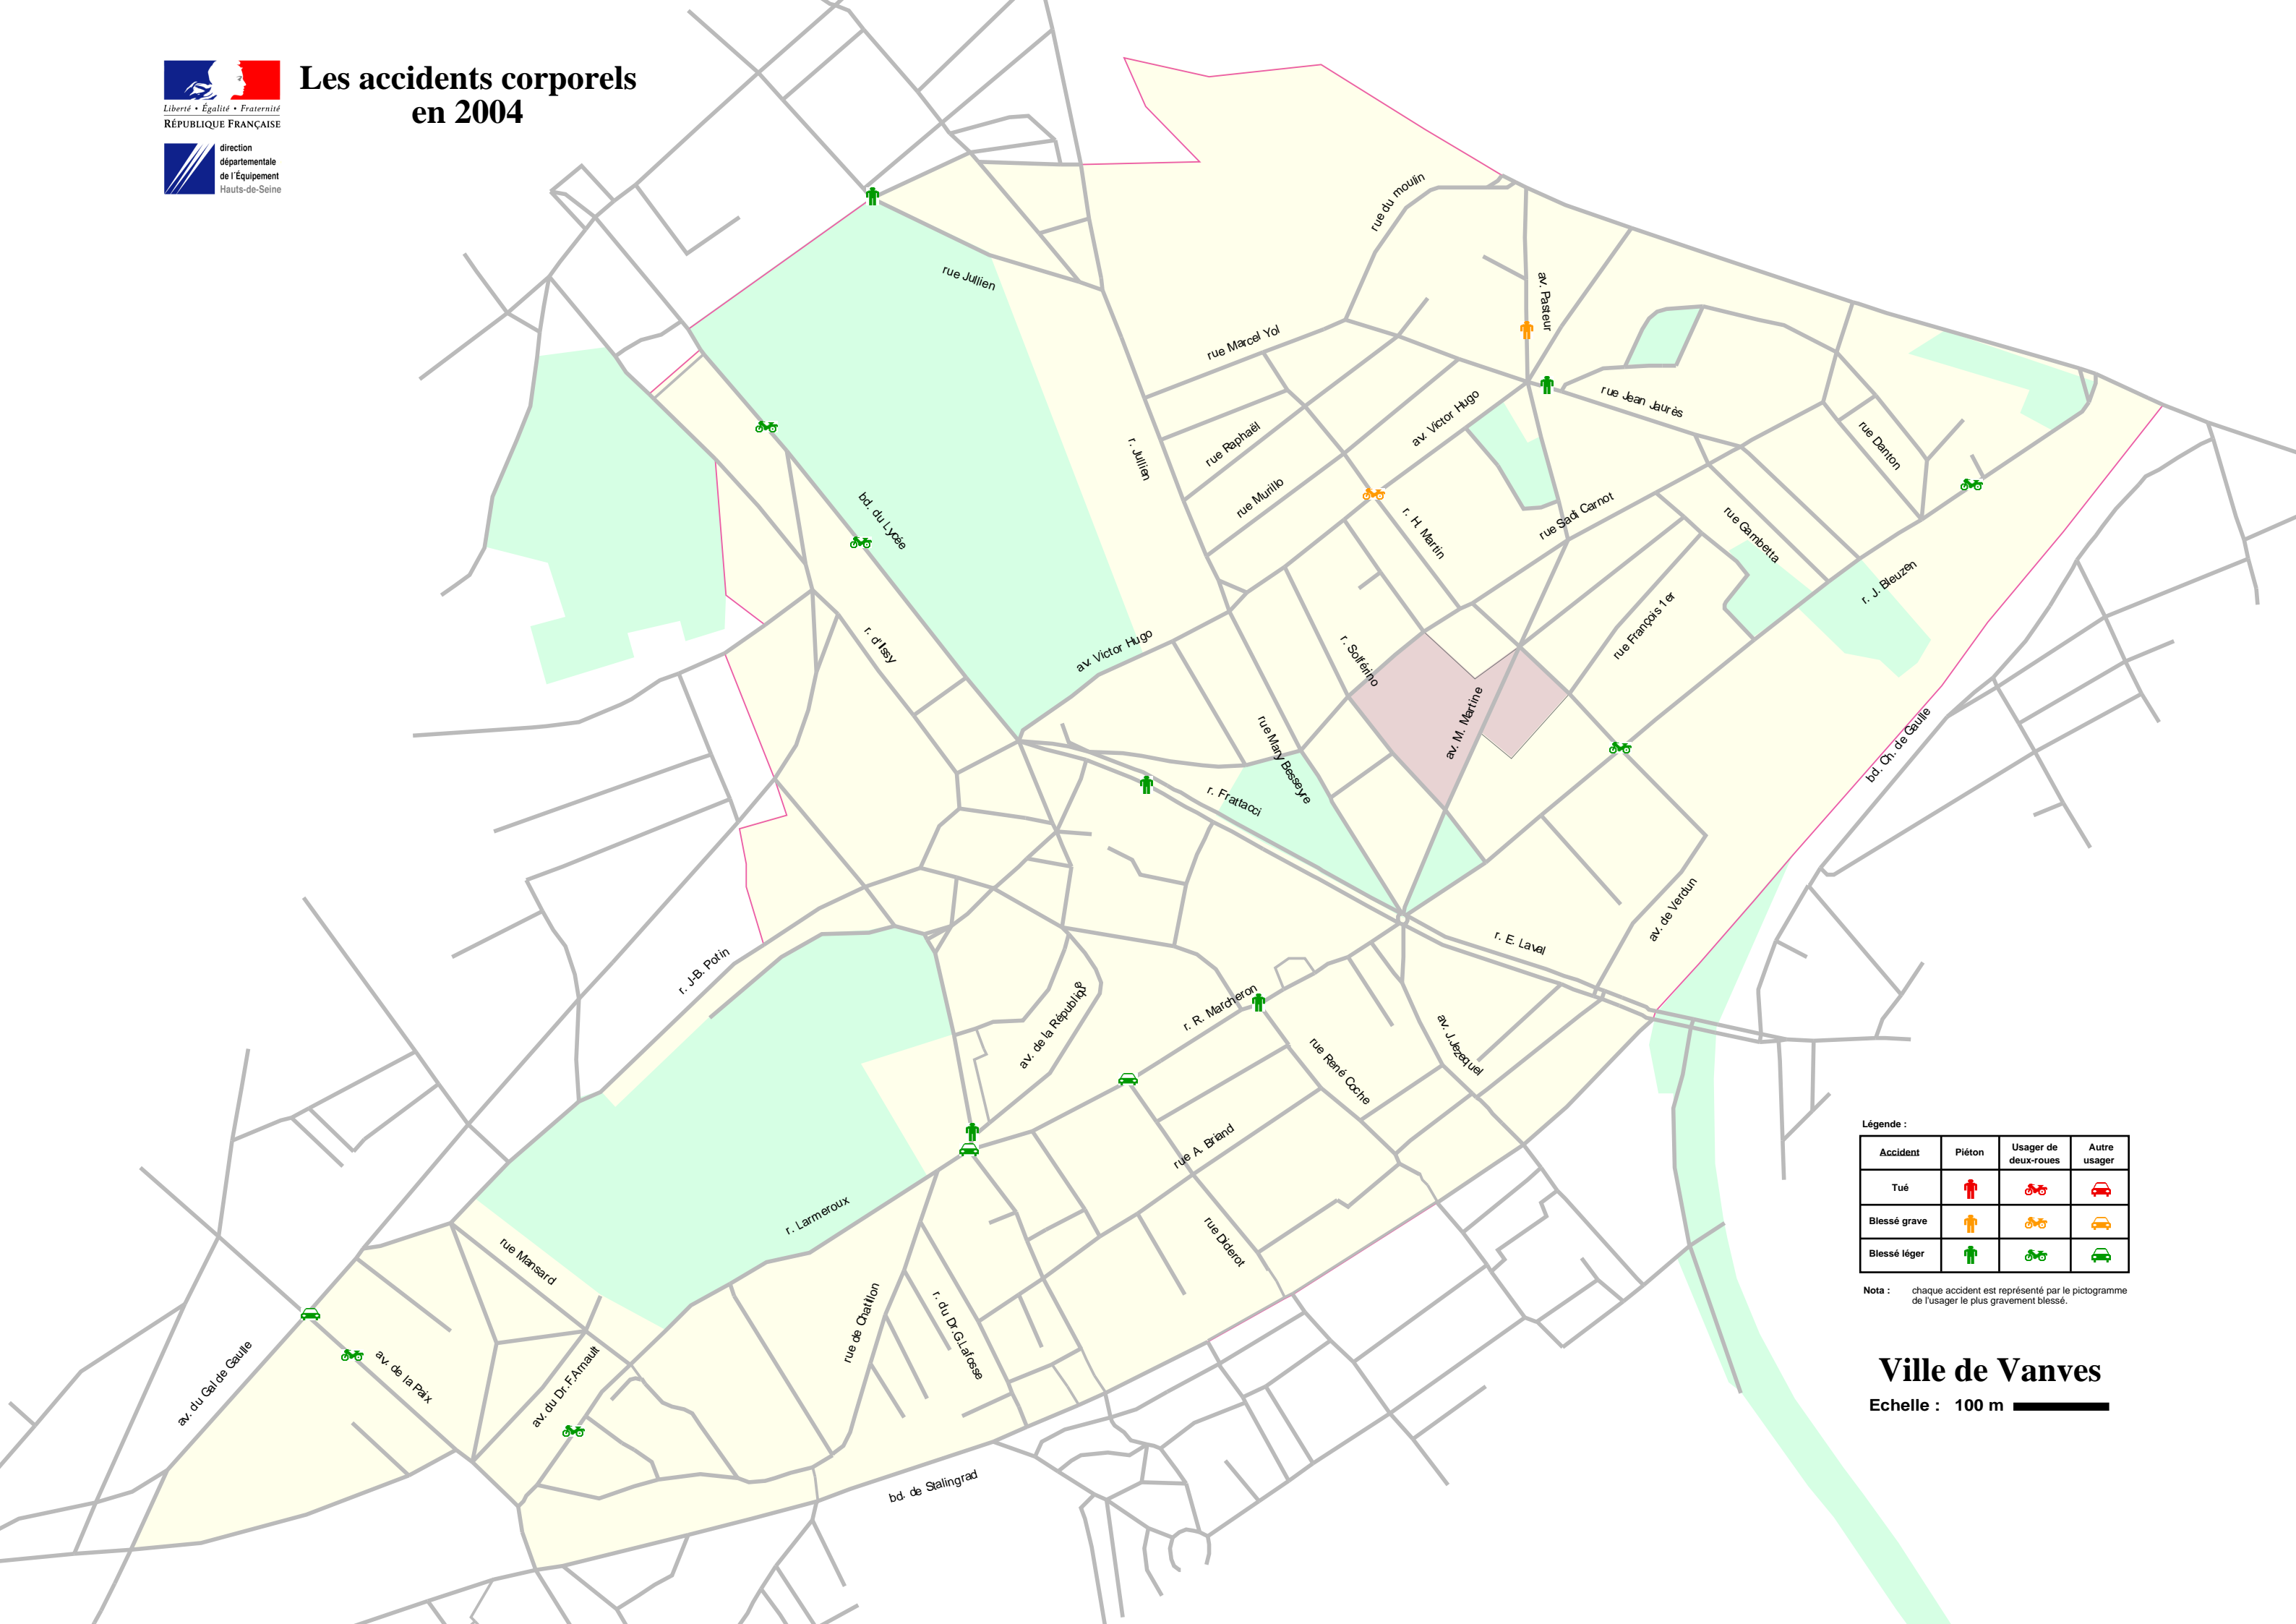 Les accidents corporels
en 2004
Liberté • Égalité • Fraternité
RÉPUBLIQUE FRANÇAISE
direction
départementale
de l'Équipement
Hauts-de-Seine
rue du moulin
rue Jullien
av. Pasteur
rue Marcel Yol
rue Jean Jaurès
av. Victor Hugo
rue Raphaël
r. Jullien
rue Danton
rue Murillo
bd. du Lycée
r. H. Martin
rue Sadi Carnot
rue Gambetta
r. J. Bleuzen
rue François 1er
r. d'Issy
av. Victor Hugo
r. Solférino
av. M. Martine
rue Mary Besseyre
bd. Ch. de Gaulle
r. Frattacci
av. de Verdun
r. E. Laval
r. J-B. Potin
r. R. Marcheron
av. de la République
av. J.Jezequel
rue René Coche
rue A. Briand
r. Larmeroux
rue Diderot
rue Mansard
rue de Chatillon
r. du Dr.G.Lafosse
av. du Gal de Gaulle
av. de la Paix
av. du Dr.F.Arnault
bd. de Stalingrad
Légende :
Accident
Piéton
Usager de
deux-roues
Autre
usager
Tué
Blessé grave
Blessé léger
Nota : chaque accident est représenté par le pictogramme
de l'usager le plus gravement blessé.
Ville de Vanves
Echelle : 100 m